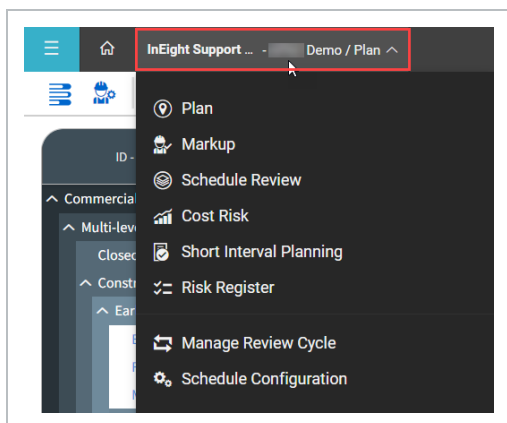 InEight Support ... - Demo / Plan
Plan
ID -
Markup
Schedule Review
Commercial
Cost Risk
Multi-lev
Closed
Short Interval Planning
Constr
Risk Register
Ear
Manage Review Cycle
Schedule Configuration